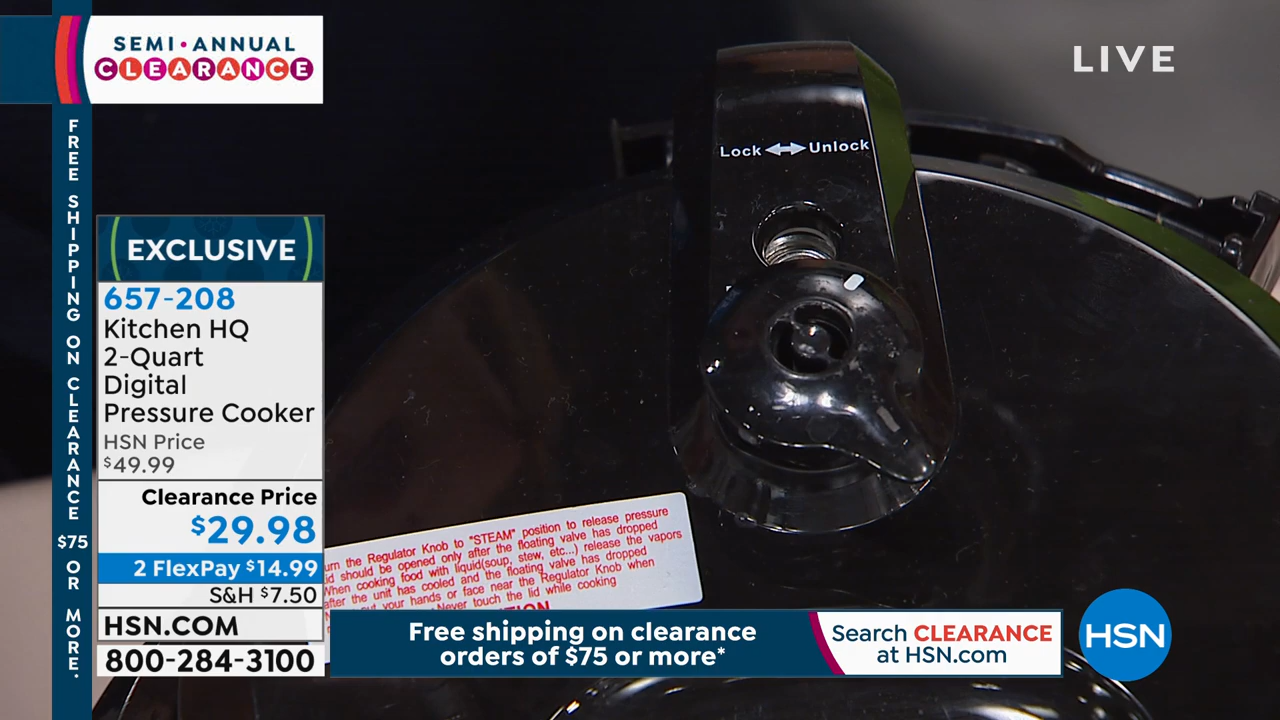 SEMI•ANNUAL
CLEARANCE
LIVE
FREE SHIPPING ON CLEARANCE $75 OR MORE.
Lock Unlock
EXCLUSIVE
657-208
Kitchen HQ
2-Quart
Digital
Pressure Cooker
HSN Price
$49.99
Clearance Price
$29.98
2 FlexPay $14.99
S&H $7.50
HSN.COM
800-284-3100
the Regulator Knob to "STEAM" position to release pressure
should be opened only after the floating valve has dropped
When cooking food with liquid(soup, stew, etc...) release the vapors
after the unit has cooled and the floating valve has dropped
your hands or face near the Regulator Knob when
Never touch the lid while cooking
Free shipping on clearance
orders of $75 or more*
Search CLEARANCE
at HSN.com
HSN